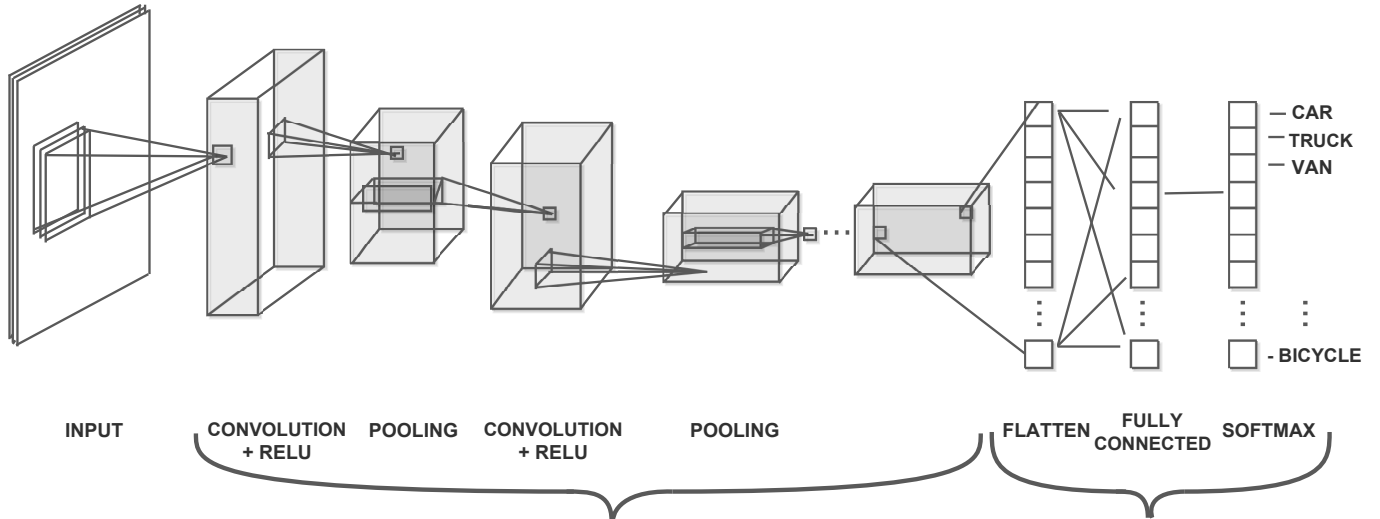 CAR
TRUCK
VAN
- BICYCLE
INPUT
CONVOLUTION
+ RELU
POOLING
CONVOLUTION
+ RELU
POOLING
FLATTEN
FULLY
CONNECTED
SOFTMAX